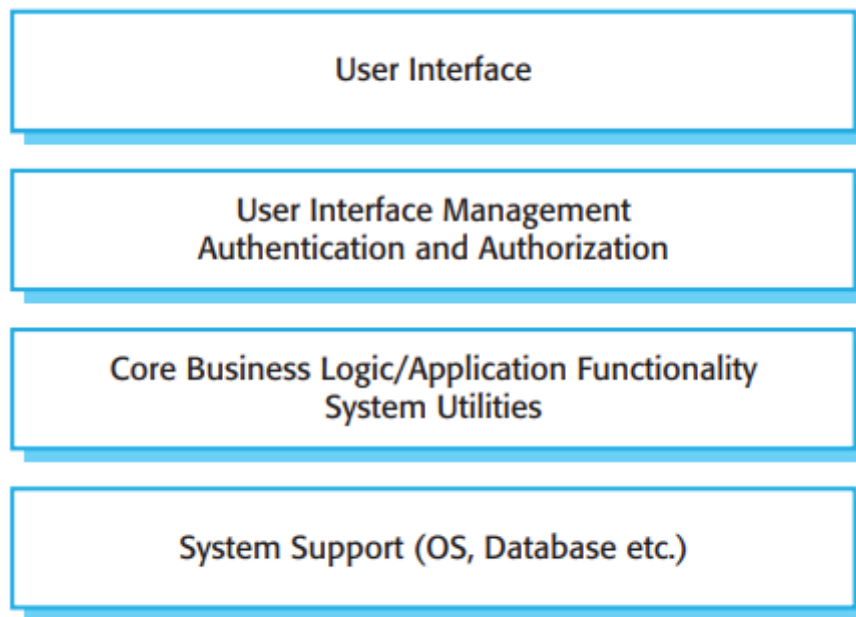 User Interface
User Interface Management
Authentication and Authorization
Core Business Logic/Application Functionality
System Utilities
System Support (OS, Database etc.)